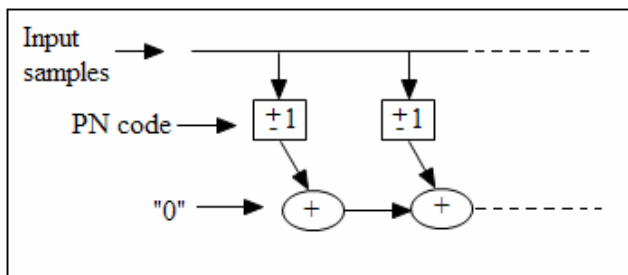 Input
samples
PN code
±1
±1
"0"
+
+